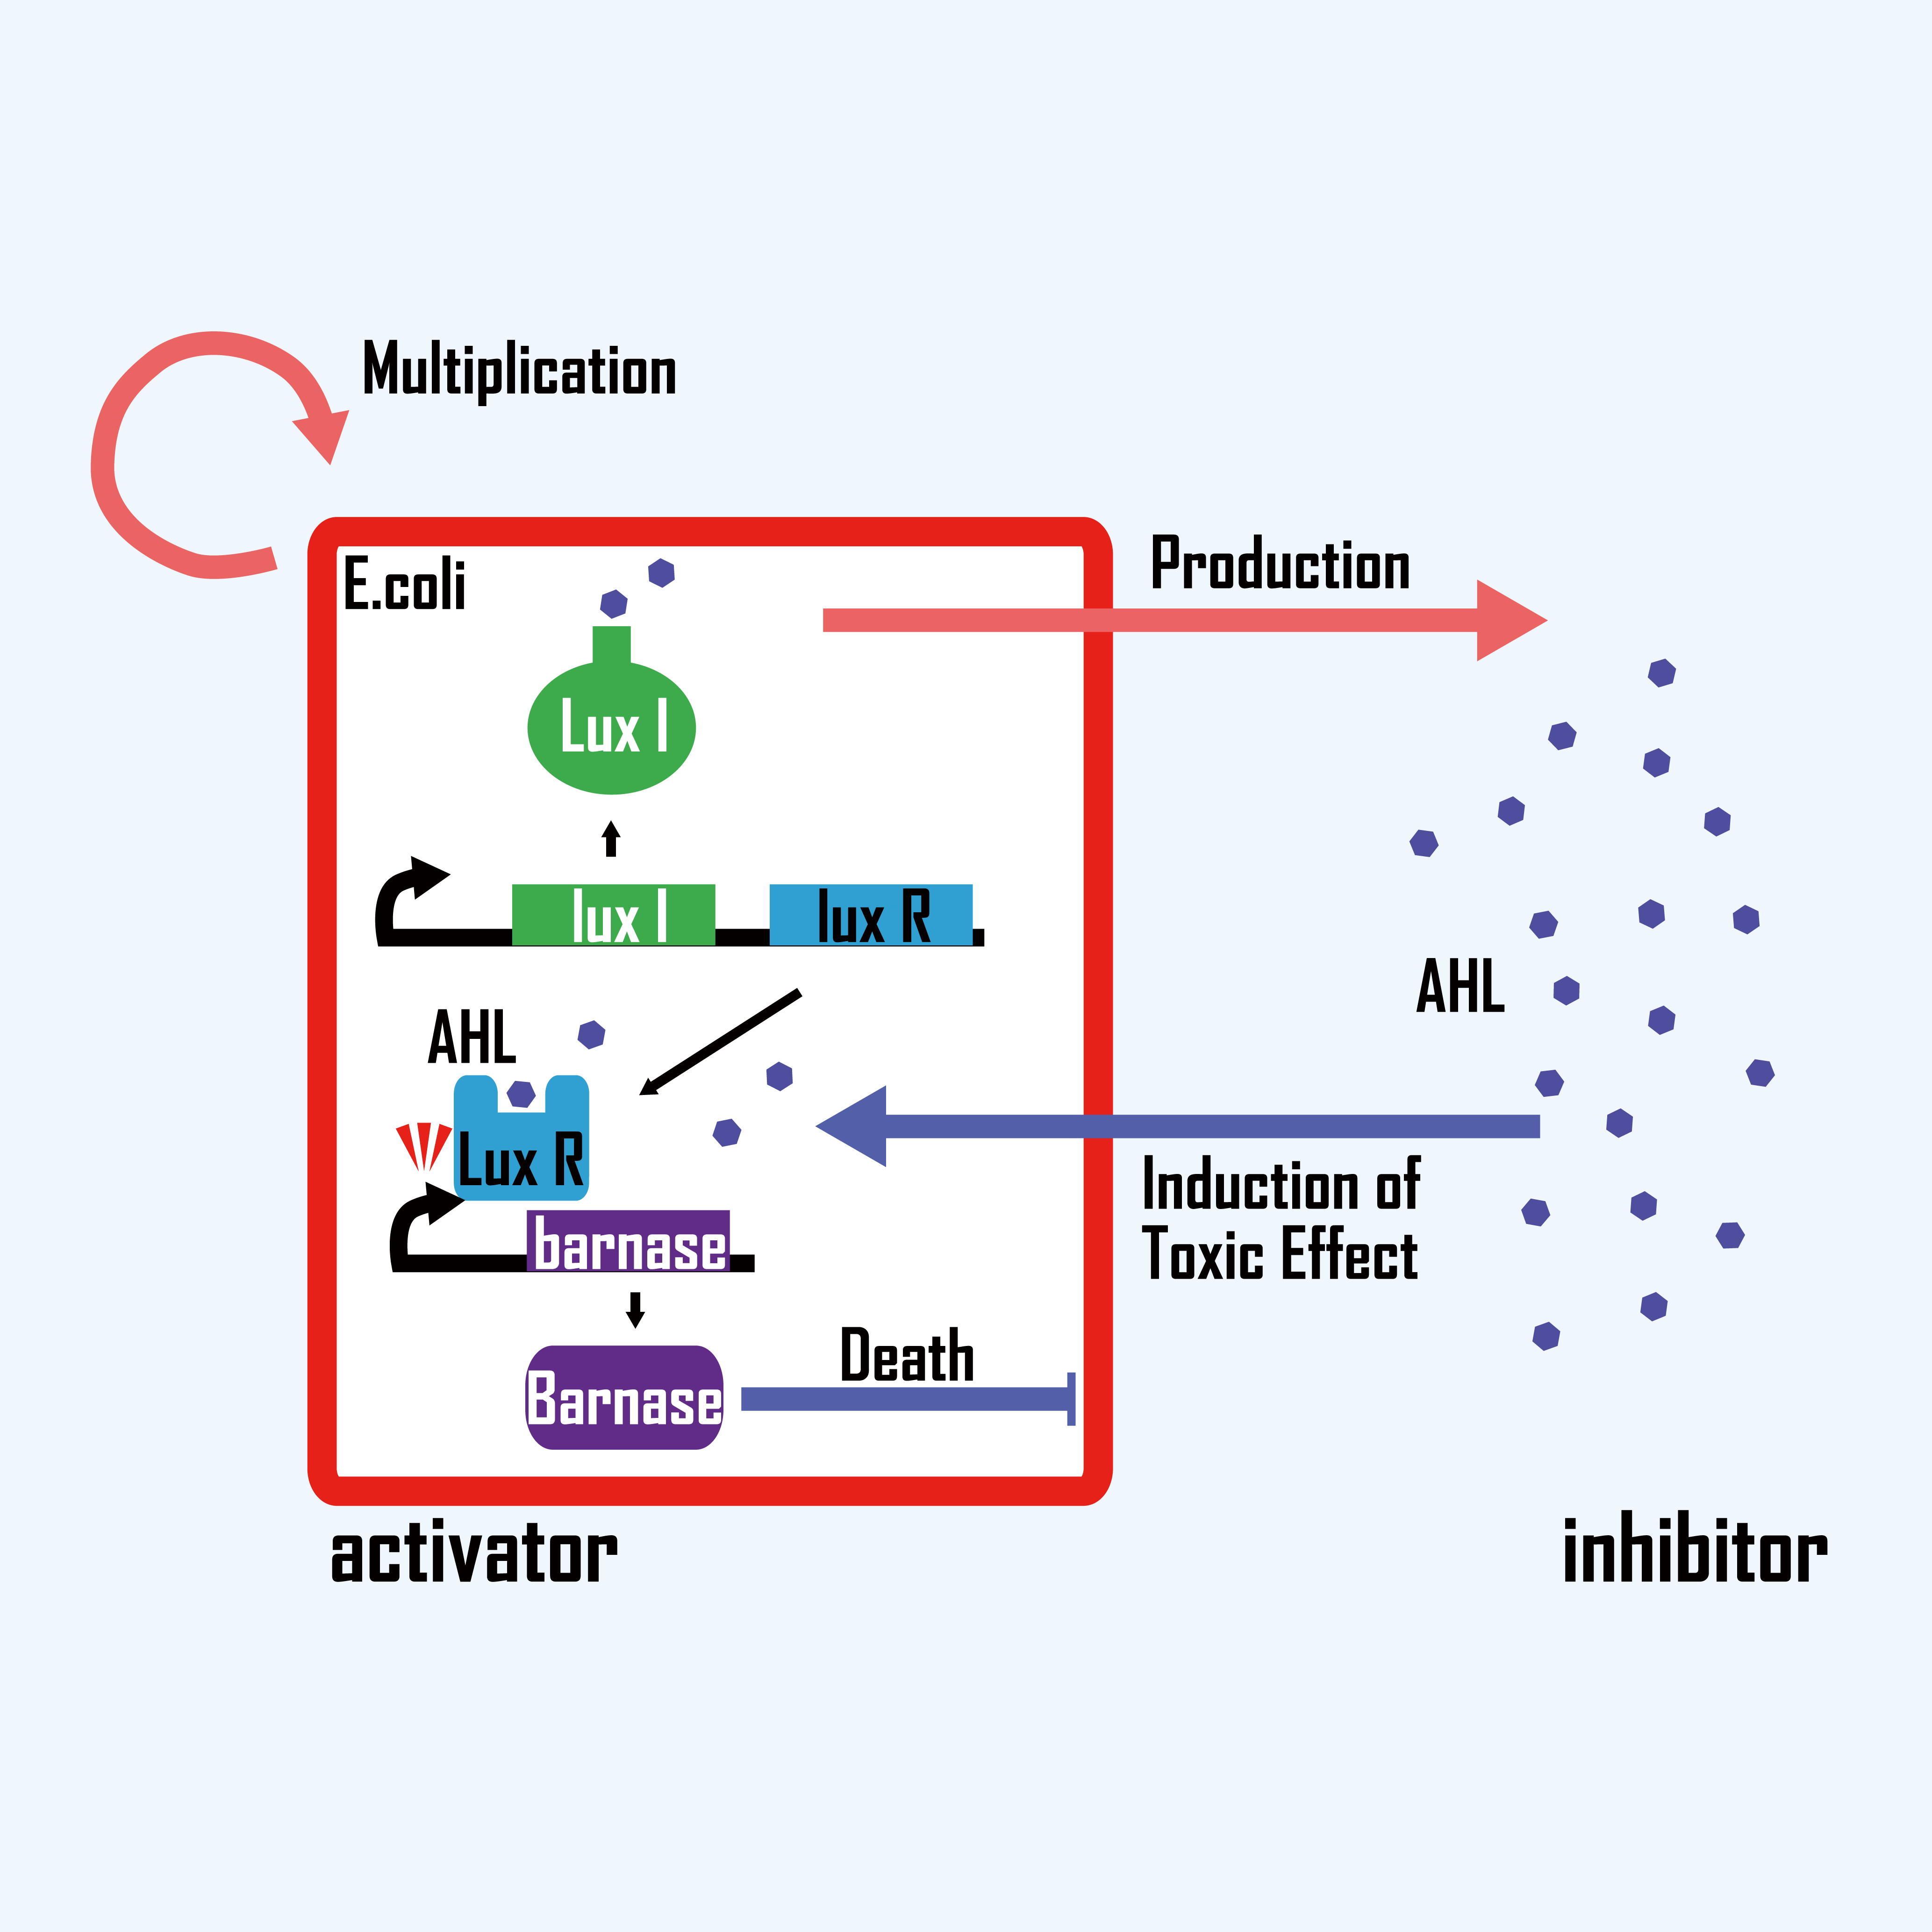 Multiplication
E.coli
Production
Lux I
lux I
lux R
AHL
AHL
Lux R
Induction of
Toxic Effect
barnase
Death
Barnase
activator
inhibitor